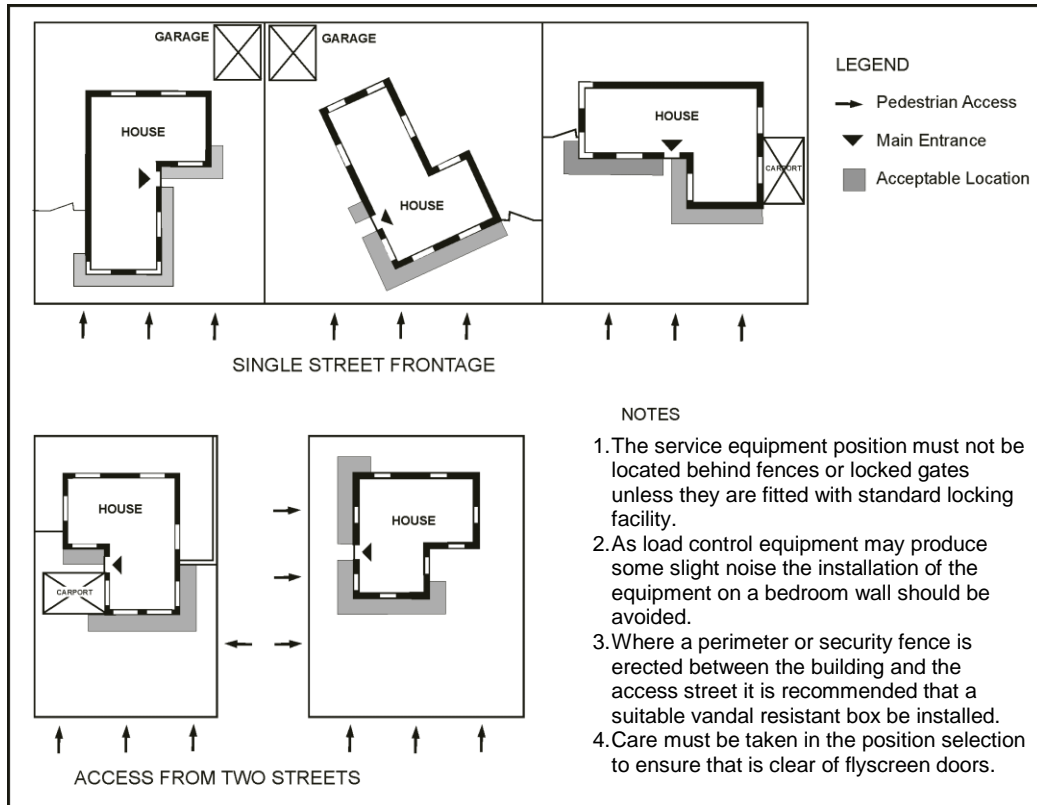 GARAGE
GARAGE
HOUSE
HOUSE
HOUSE
CARPORT
LEGEND
Pedestrian Access
Main Entrance
Acceptable Location
SINGLE STREET FRONTAGE
HOUSE
CARPORT
HOUSE
ACCESS FROM TWO STREETS
NOTES
1.The service equipment position must not be
located behind fences or locked gates
unless they are fitted with standard locking
facility.
2.As load control equipment may produce
some slight noise the installation of the
equipment on a bedroom wall should be
avoided.
3.Where a perimeter or security fence is
erected between the building and the
access street it is recommended that a
suitable vandal resistant box be installed.
4.Care must be taken in the position selection
to ensure that is clear of flyscreen doors.